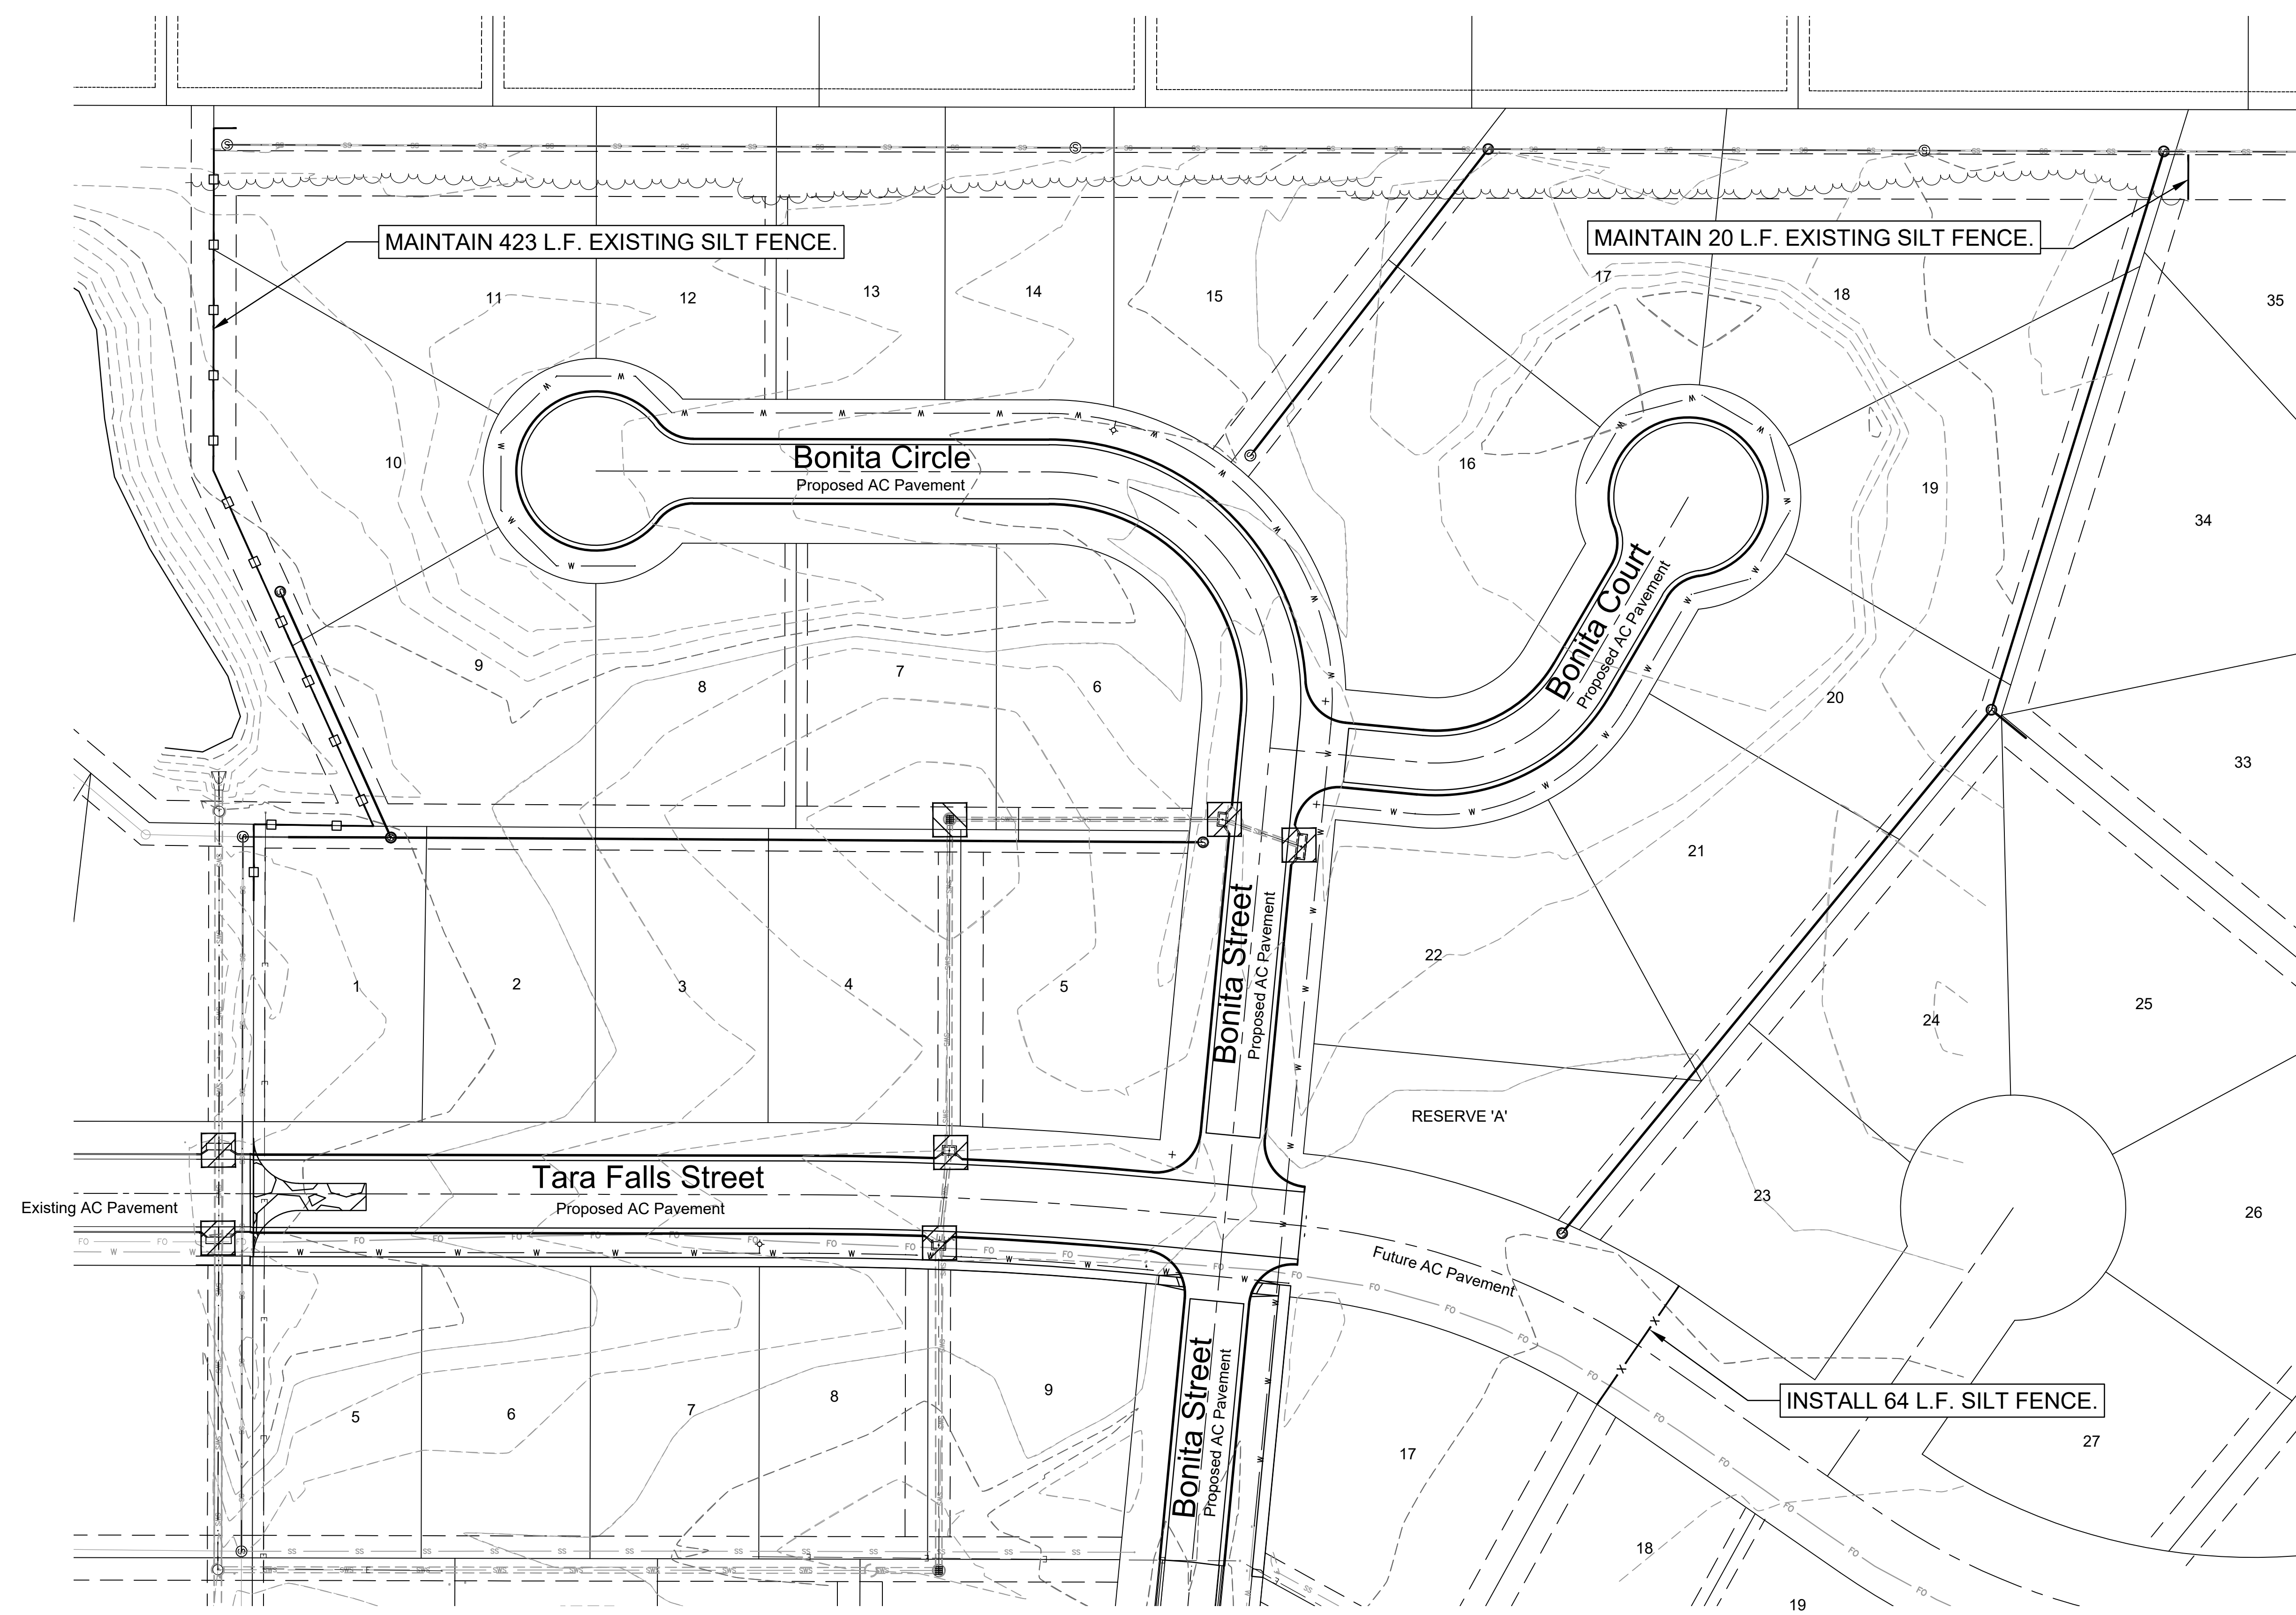 MAINTAIN 423 L.F. EXISTING SILT FENCE.
MAINTAIN 20 L.F. EXISTING SILT FENCE.
11
12
13
14
15
17
18
35
10
Bonita Circle
Proposed AC Pavement
16
19
34
Bonita Court
Proposed AC Pavement
9
8
7
6
20
33
21
22
1
2
3
4
5
Bonita Street
Proposed AC Pavement
24
25
RESERVE 'A'
23
26
Tara Falls Street
Proposed AC Pavement
Existing AC Pavement
Future AC Pavement
INSTALL 64 L.F. SILT FENCE.
5
6
7
8
9
Bonita Street
Proposed AC Pavement
17
27
18
19